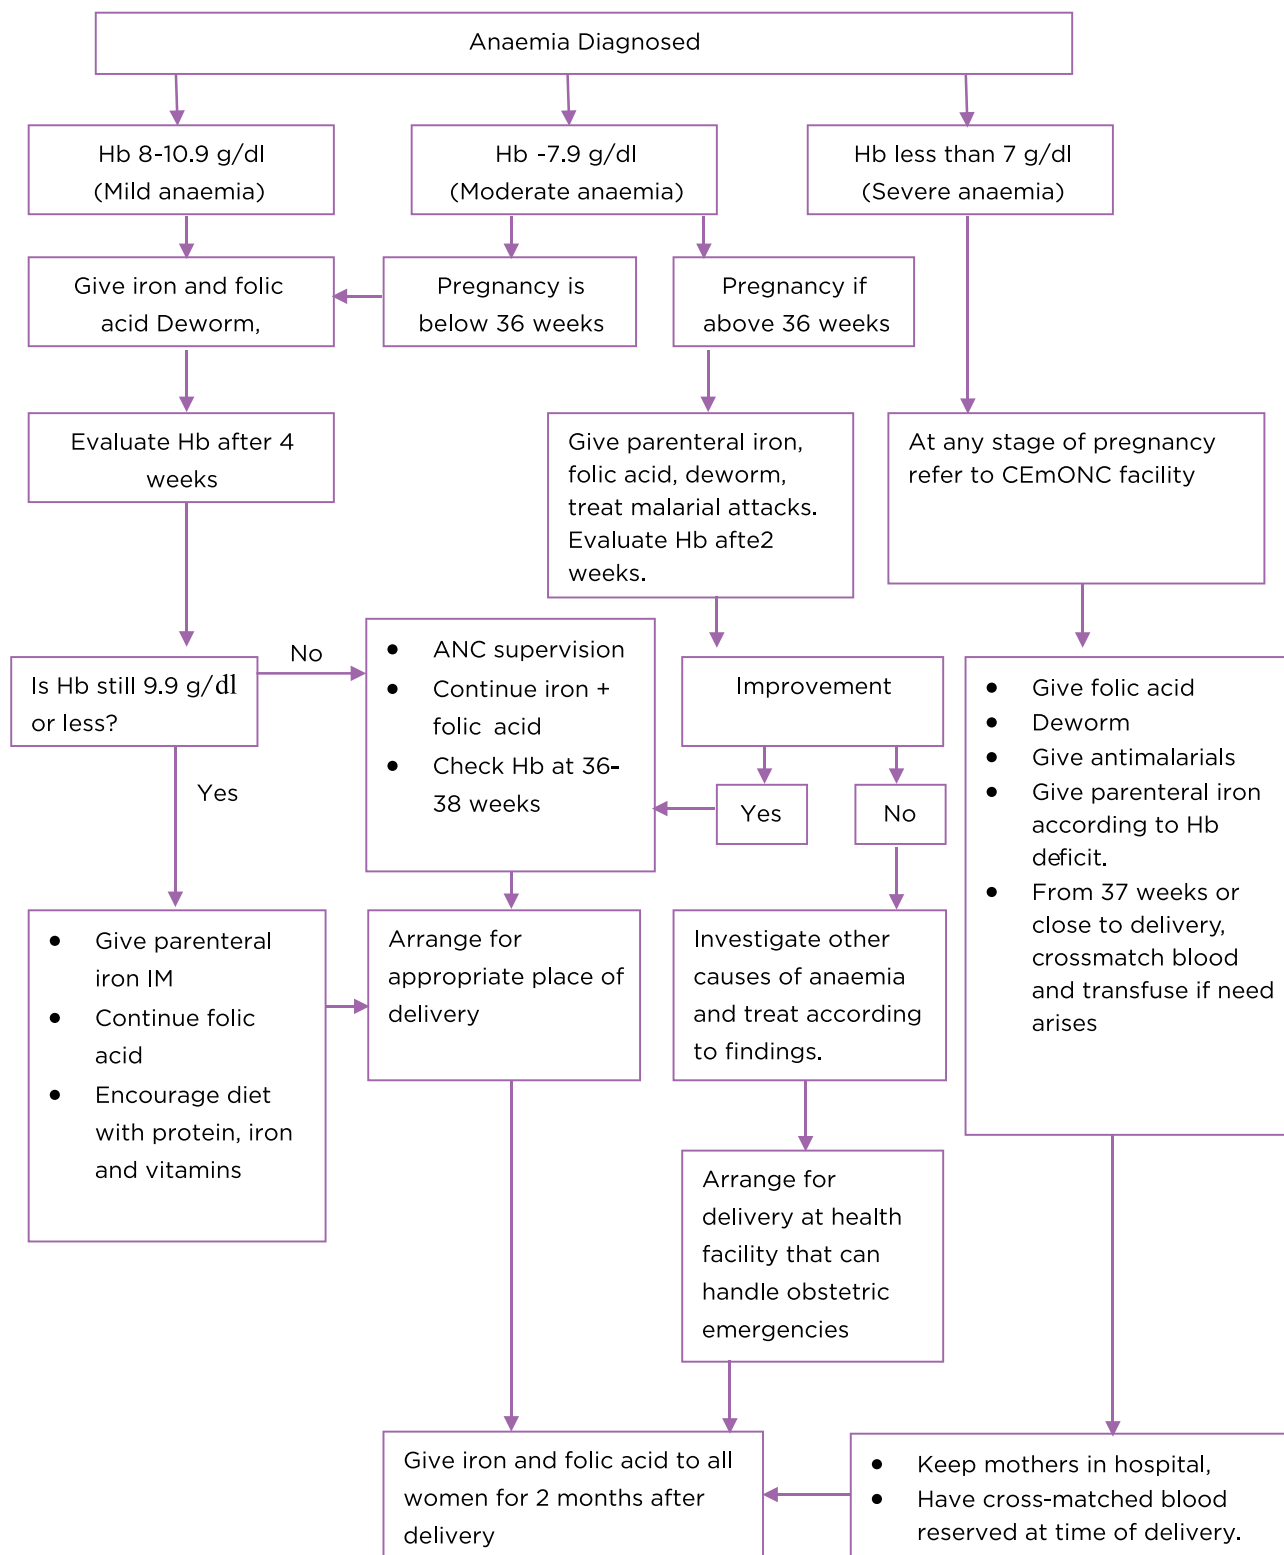 Anaemia Diagnosed
Hb 8-10.9 g/dl
(Mild anaemia)
Hb -7.9 g/dl
(Moderate anaemia)
Hb less than 7 g/dl
(Severe anaemia)
Give iron and folic
acid Deworm,
Pregnancy is
below 36 weeks
Pregnancy if
above 36 weeks
Evaluate Hb after 4
weeks
Give parenteral iron,
folic acid, deworm,
treat malarial attacks.
Evaluate Hb afte2
weeks.
At any stage of pregnancy
refer to CEmONC facility
Is Hb still 9.9 g/dl
or less?
No
Yes
● ANC supervision
● Continue iron +
folic acid
● Check Hb at 36-
38 weeks
Improvement
Yes
No
● Give folic acid
● Deworm
● Give antimalarials
● Give parenteral iron
according to Hb
deficit.
● From 37 weeks or
close to delivery,
crossmatch blood
and transfuse if need
arises
● Give parenteral
iron IM
● Continue folic
acid
● Encourage diet
with protein, iron
and vitamins
Arrange for
appropriate place of
delivery
Investigate other
causes of anaemia
and treat according
to findings.
Arrange for
delivery at health
facility that can
handle obstetric
emergencies
Give iron and folic acid to all
women for 2 months after
delivery
● Keep mothers in hospital,
● Have cross-matched blood
reserved at time of delivery.